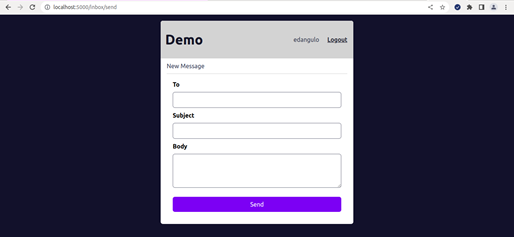 localhost:5000/inbox/send
Demo
edangulo Logout
New Message
To
Subject
Body
Send